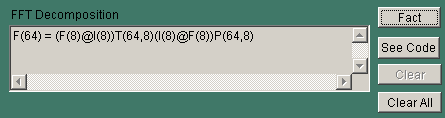 FFT Decomposition
F(64) = (F(8)@I(8))T(64,8)(I(8)@F(8))P(64,8)
Fact
See Code
Clear
Clear All